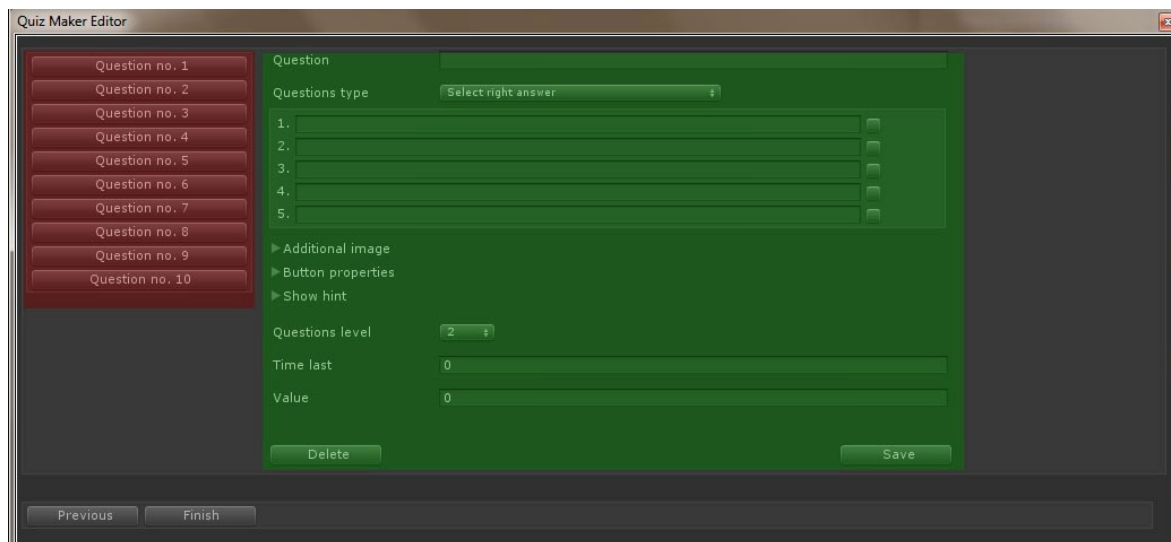 Quiz Maker Editor
Question no. 1
Question no. 2
Question no. 3
Question no. 4
Question no. 5
Question no. 6
Question no. 7
Question no. 8
Question no. 9
Question no. 10
Question
Questions type Select right answer
1.
2.
3.
4.
5.
Additional image
Button properties
Show hint
Questions level 2
Time last 0
Value 0
Delete Save
Previous Finish